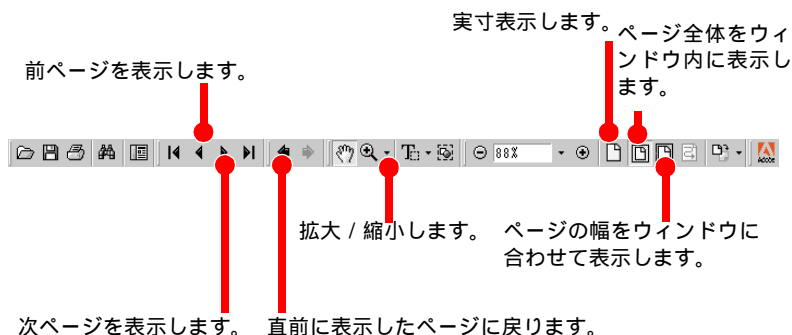 実寸表示します。
ページ全体をウィ
ンドウ内に表示し
ます。
前ページを表示します。
88%
Adobe
拡大 / 縮小します。
ページの幅をウィンドウに
合わせて表示します。
次ページを表示します。
直前に表示したページに戻ります。